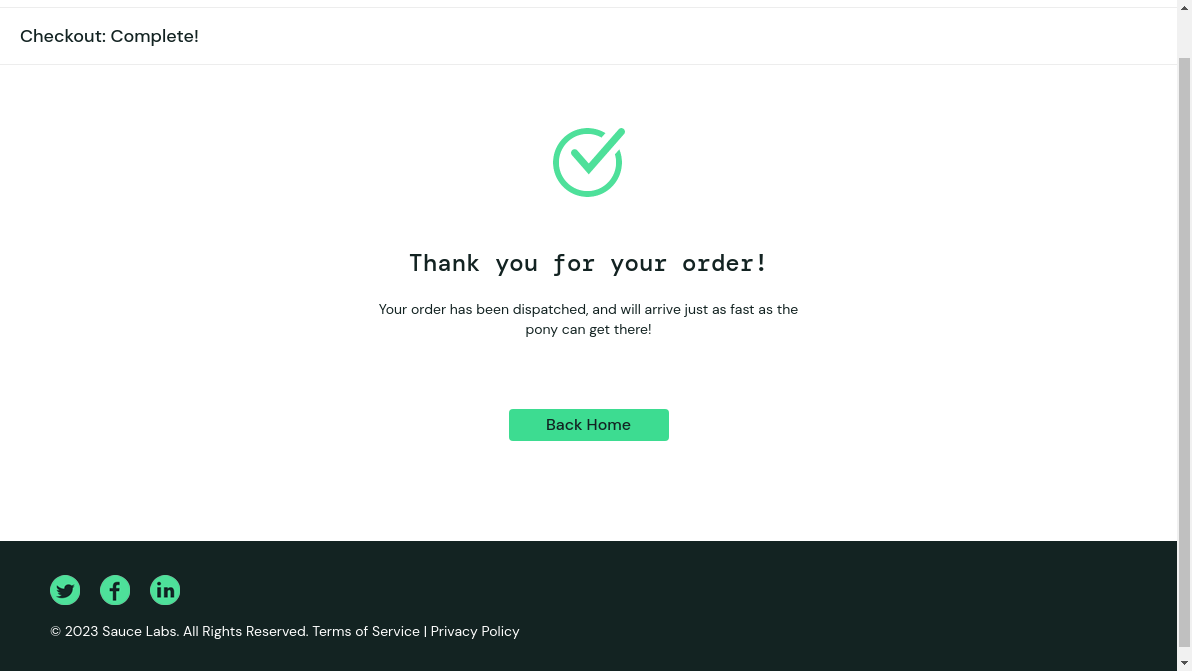 Checkout: Complete!
Thank you for your order!
Your order has been dispatched, and will arrive just as fast as the
pony can get there!
Back Home
© 2023 Sauce Labs. All Rights Reserved. Terms of Service | Privacy Policy